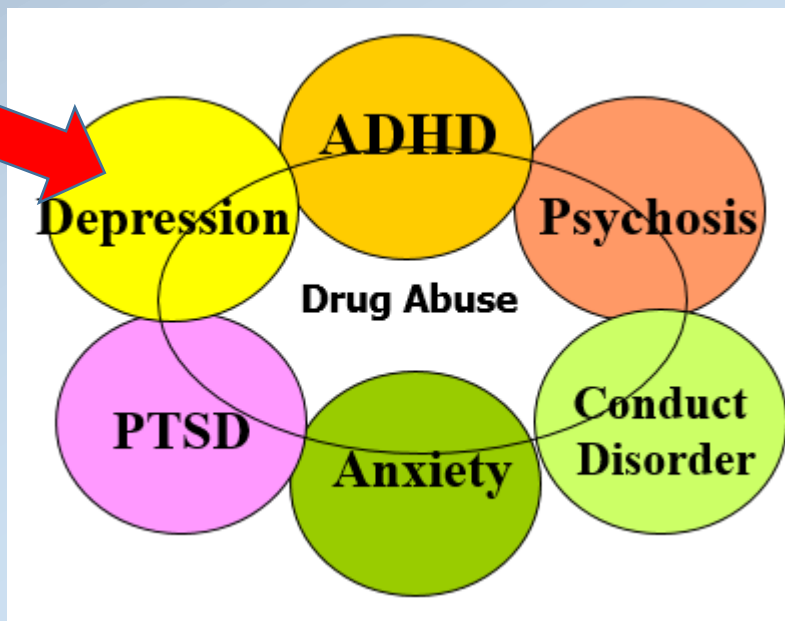 ADHD
Depression
Psychosis
Drug Abuse
PTSD
Anxiety
Conduct
Disorder